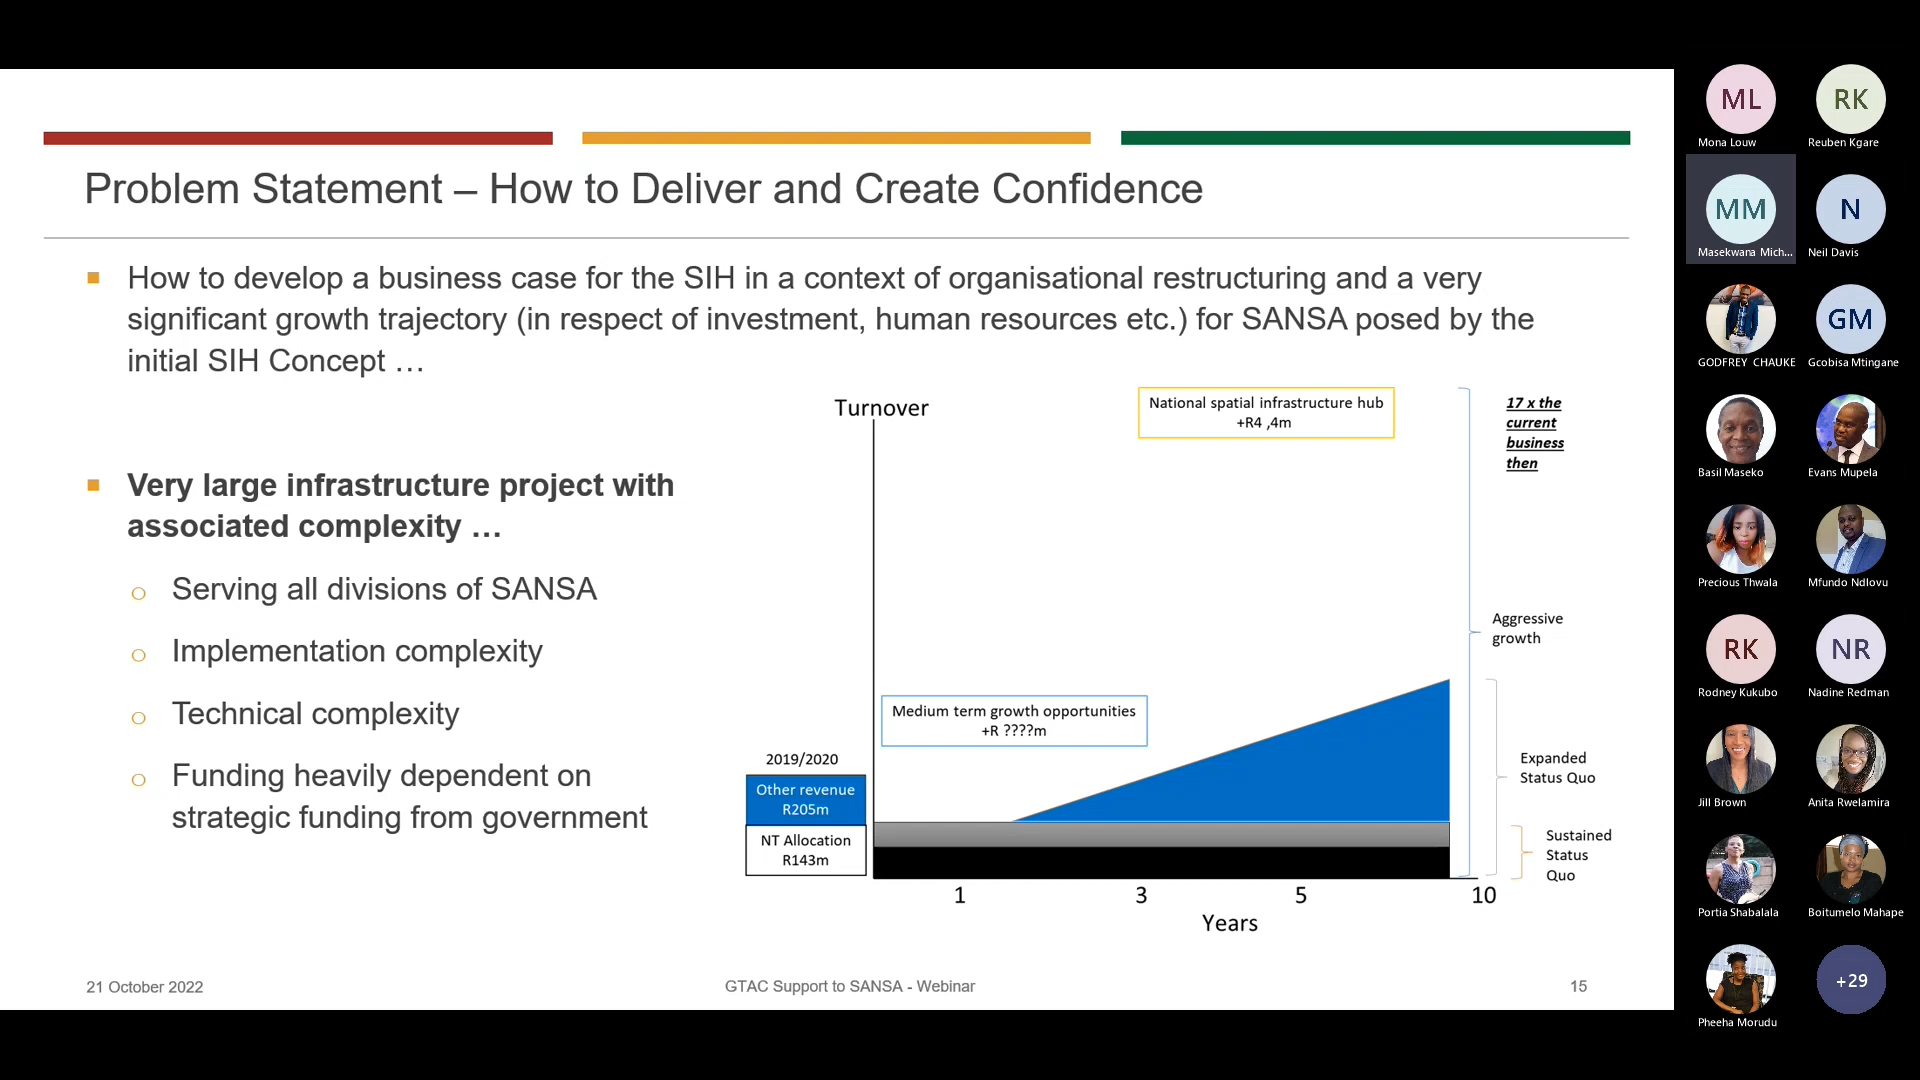 Problem Statement – How to Deliver and Create Confidence
How to develop a business case for the SIH in a context of organisational restructuring and a very
significant growth trajectory (in respect of investment, human resources etc.) for SANSA posed by the
initial SIH Concept …
Very large infrastructure project with
associated complexity …
Serving all divisions of SANSA
Implementation complexity
Technical complexity
Funding heavily dependent on
strategic funding from government
Turnover
National spatial infrastructure hub
+R4 ,4m
17 x the
current
business
then
Aggressive
growth
Medium term growth opportunities
+R ????m
2019/2020
Other revenue
R205m
NT Allocation
R143m
Expanded
Status Quo
Sustained
Status
Quo
1 3 5 10
Years
21 October 2022
GTAC Support to SANSA - Webinar
15
ML
Mona Louw
RK
Reuben Kgare
MM
Masekwana Mich...
N
Neil Davis
GODFREY CHAUKE
GM
Gcobisa Mtingane
Basil Maseko
Evans Mupela
Precious Thwala
Mfundo Ndlovu
RK
Rodney Kukubo
NR
Nadine Redman
Jill Brown
Anita Rwelamira
Portia Shabalala
Boitumelo Mahape
Pheeha Morudu
+29